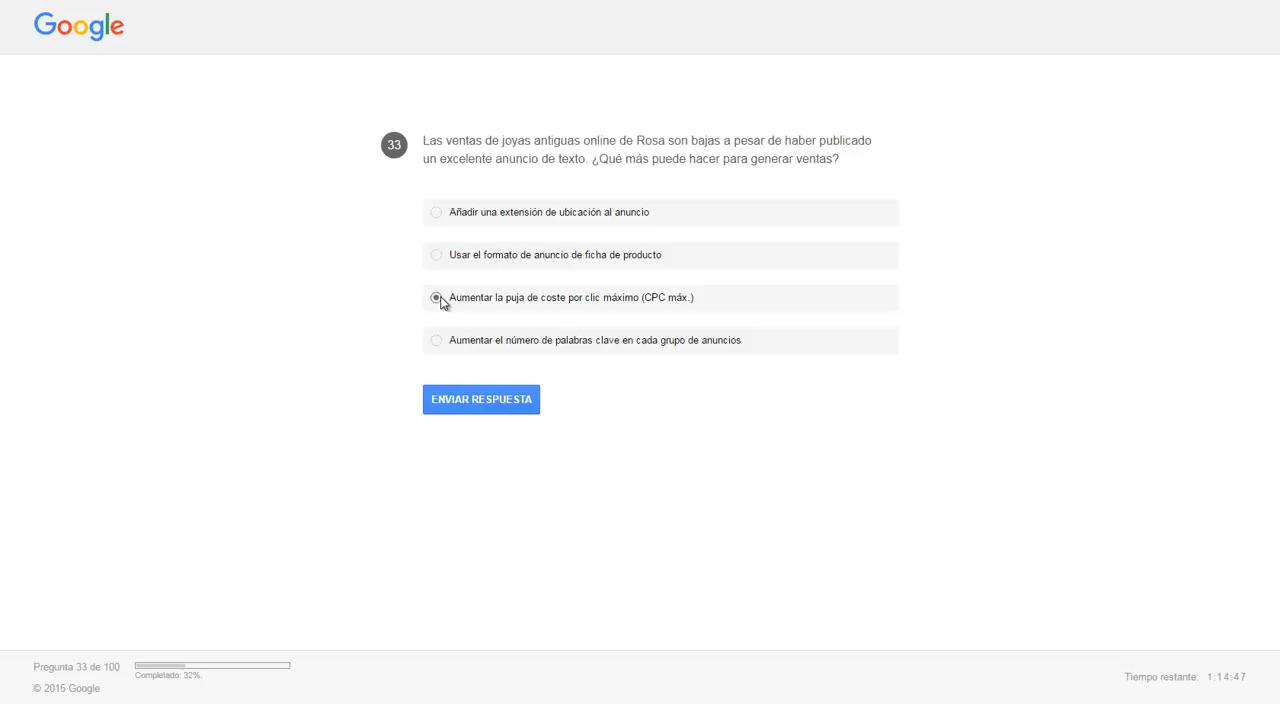 Google
33
Las ventas de joyas antiguas online de Rosa son bajas a pesar de haber publicado
un excelente anuncio de texto. ¿Qué más puede hacer para generar ventas?
Añadir una extensión de ubicación al anuncio
Usar el formato de anuncio de ficha de producto
Aumentar la puja de coste por clic máximo (CPC máx.)
Aumentar el número de palabras clave en cada grupo de anuncios
ENVIAR RESPUESTA
Pregunta 33 de 100
Completado: 32%.
© 2015 Google
Tiempo restante: 1:14:47